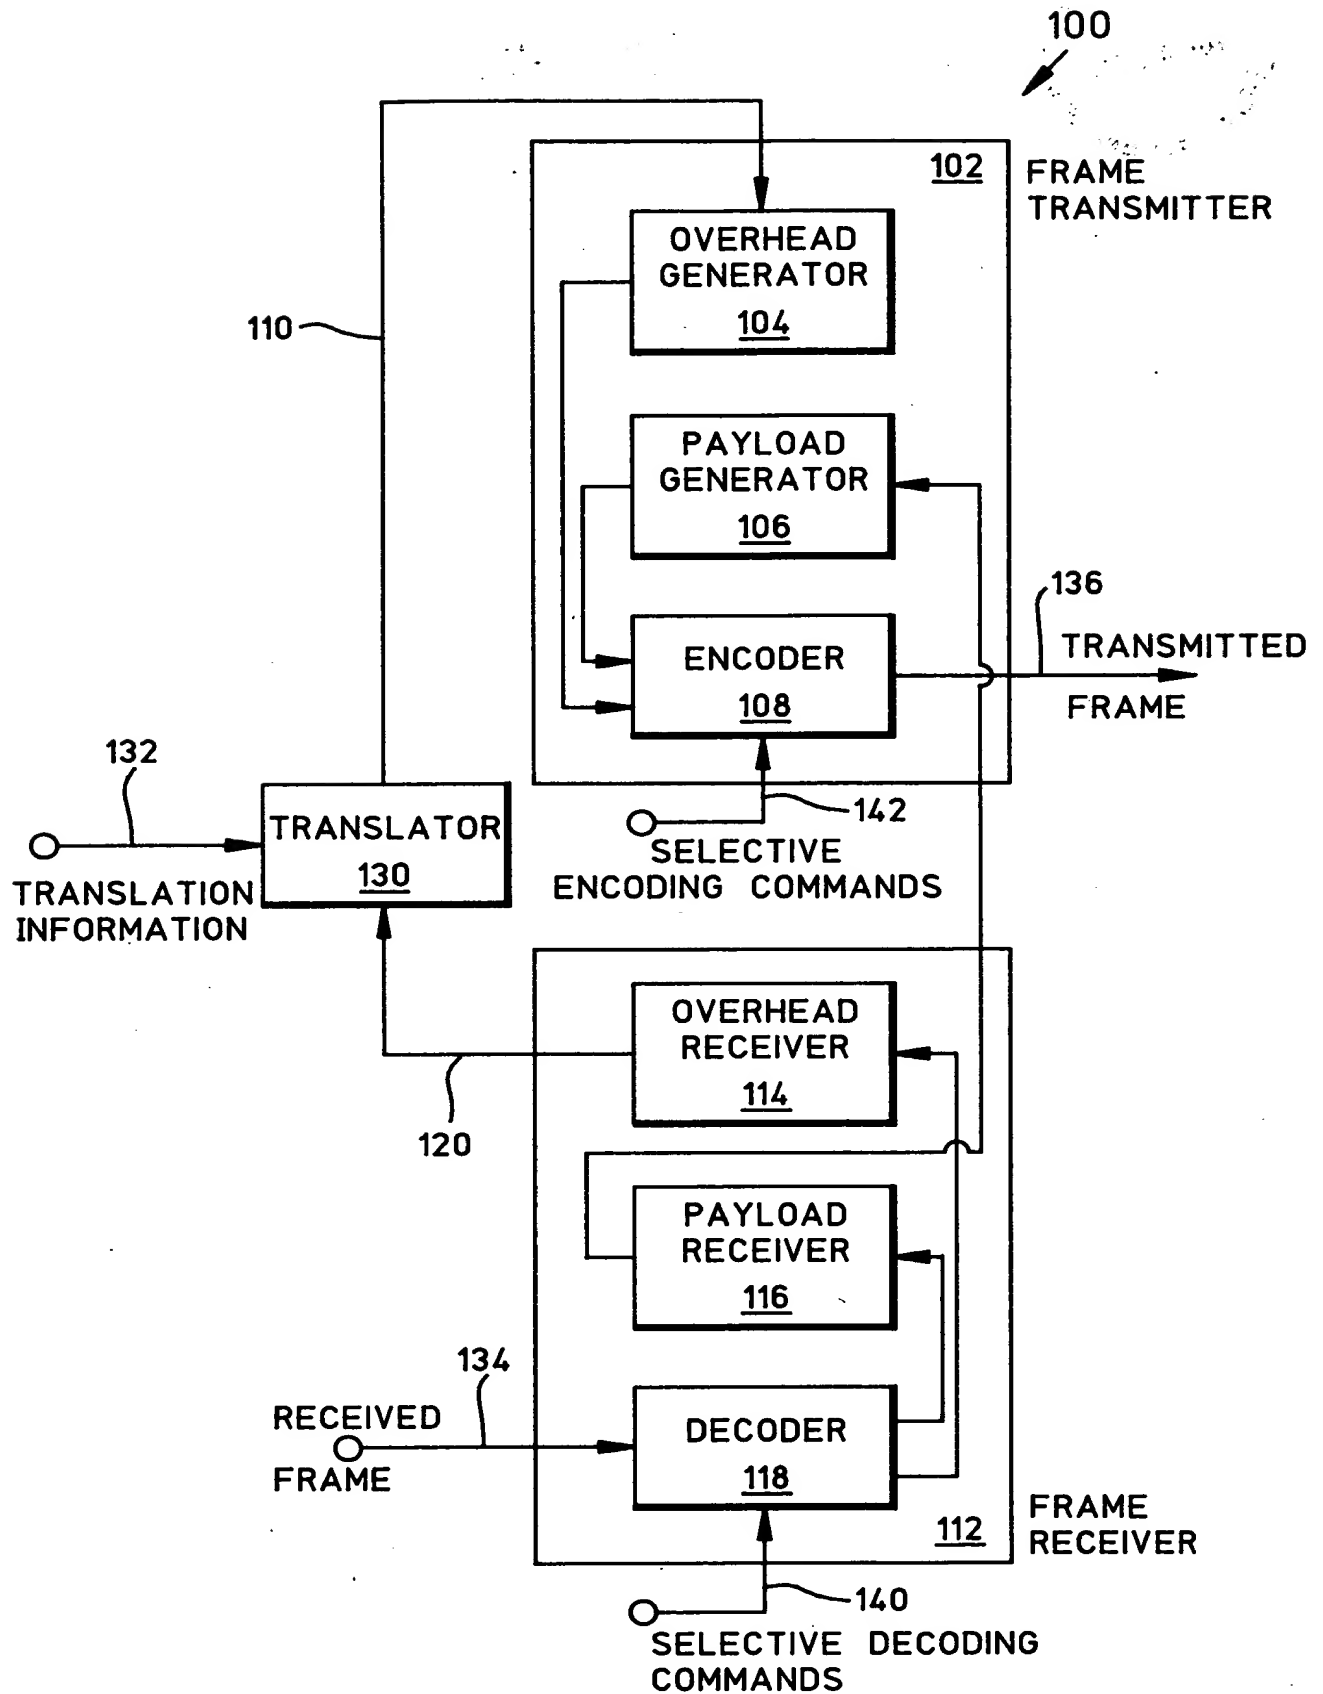 100
102
FRAME
TRANSMITTER
OVERHEAD
GENERATOR
104
110
PAYLOAD
GENERATOR
106
136
ENCODER
108
TRANSMITTED
FRAME
132
TRANSLATOR
130
TRANSLATION
INFORMATION
142
SELECTIVE
ENCODING COMMANDS
OVERHEAD
RECEIVER
114
120
PAYLOAD
RECEIVER
116
134
RECEIVED
FRAME
DECODER
118
112
FRAME
RECEIVER
140
SELECTIVE DECODING
COMMANDS